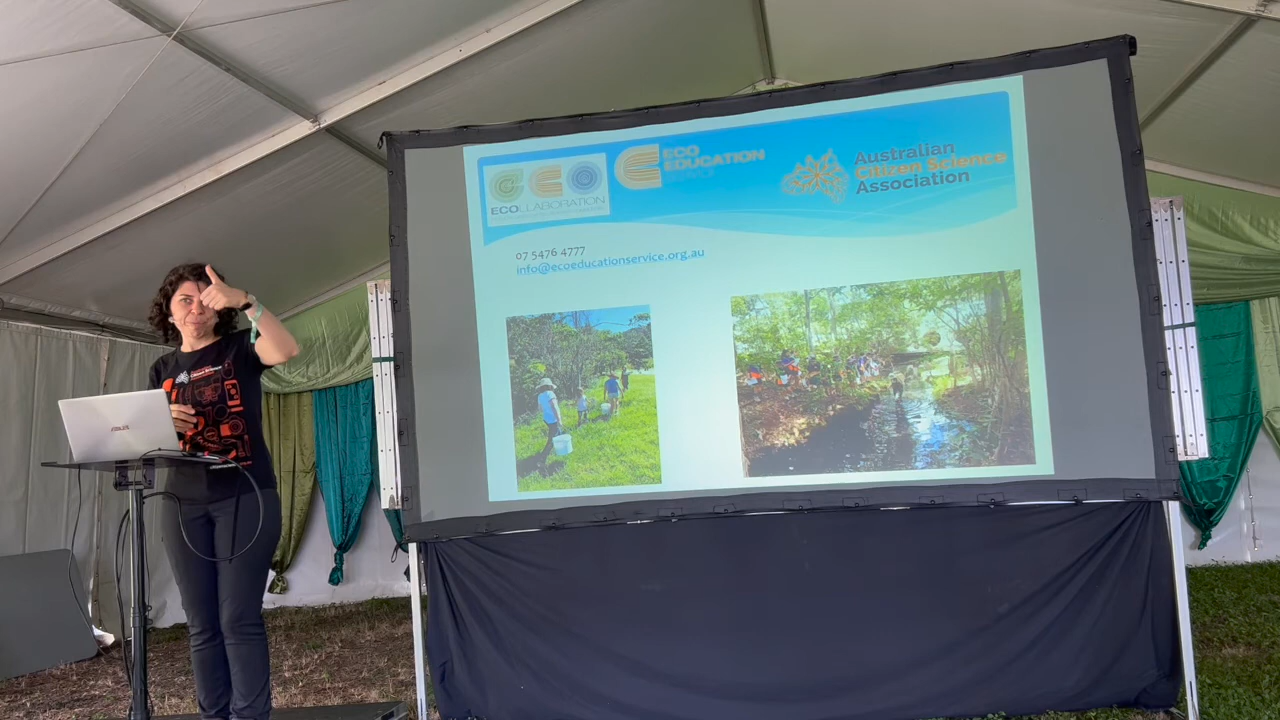 ECOLLABORATION
ECO
EDUCATION
Australian
Citizen Science
Association
07 5476 4777
info@ecoeducationservice.org.au
ASUS